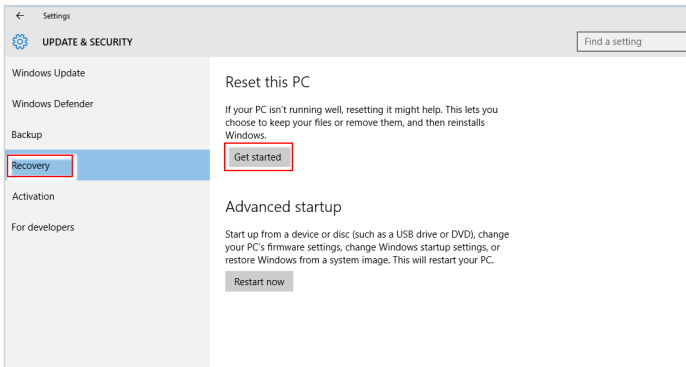 Settings
UPDATE & SECURITY
Find a setting
Windows Update
Windows Defender
Backup
Recovery
Activation
For developers
Reset this PC
If your PC isn't running well, resetting it might help. This lets you
choose to keep your files or remove them, and then reinstalls
Windows.
Get started
Advanced startup
Start up from a device or disc (such as a USB drive or DVD), change
your PC's firmware settings, change Windows startup settings, or
restore Windows from a system image. This will restart your PC.
Restart now